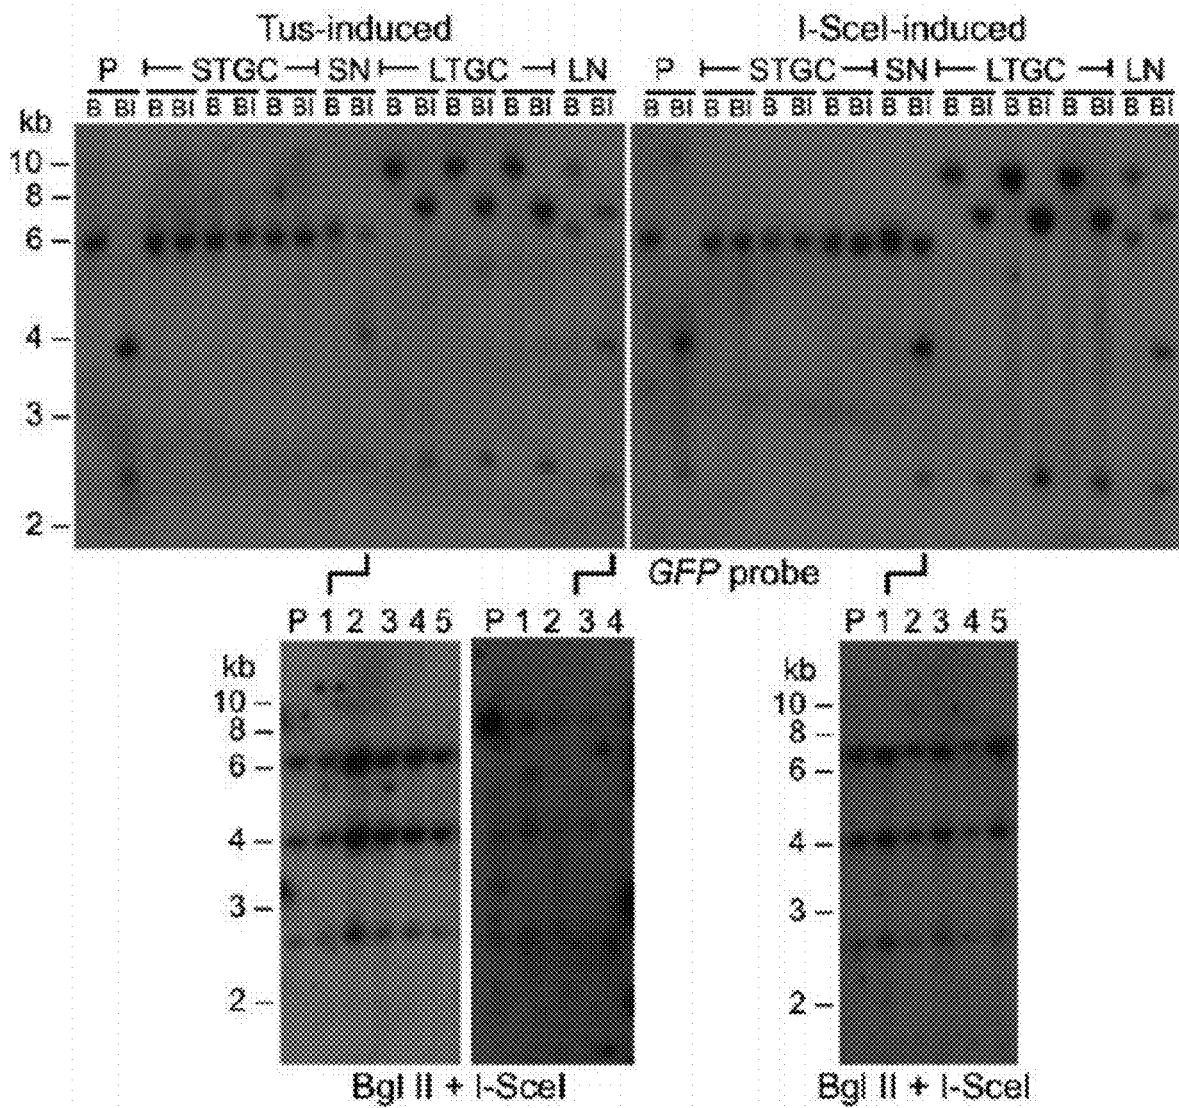 Tus-induced I-SceI-induced
P STGC SN LTGC LN P STGC SN LTGC LN
B BI B BI B BI B BI B BI B BI B BI B BI B BI B BI B BI B BI B BI B BI B BI B BI B BI B BI
kb
10
8
6
4
3
2
GFP probe
P 1 2 3 4 5 P 1 2 3 4 P 1 2 3 4 5
kb kb
10 10
8 8
6 6
4 4
3 3
2 2
Bgl II + I-SceI Bgl II + I-SceI